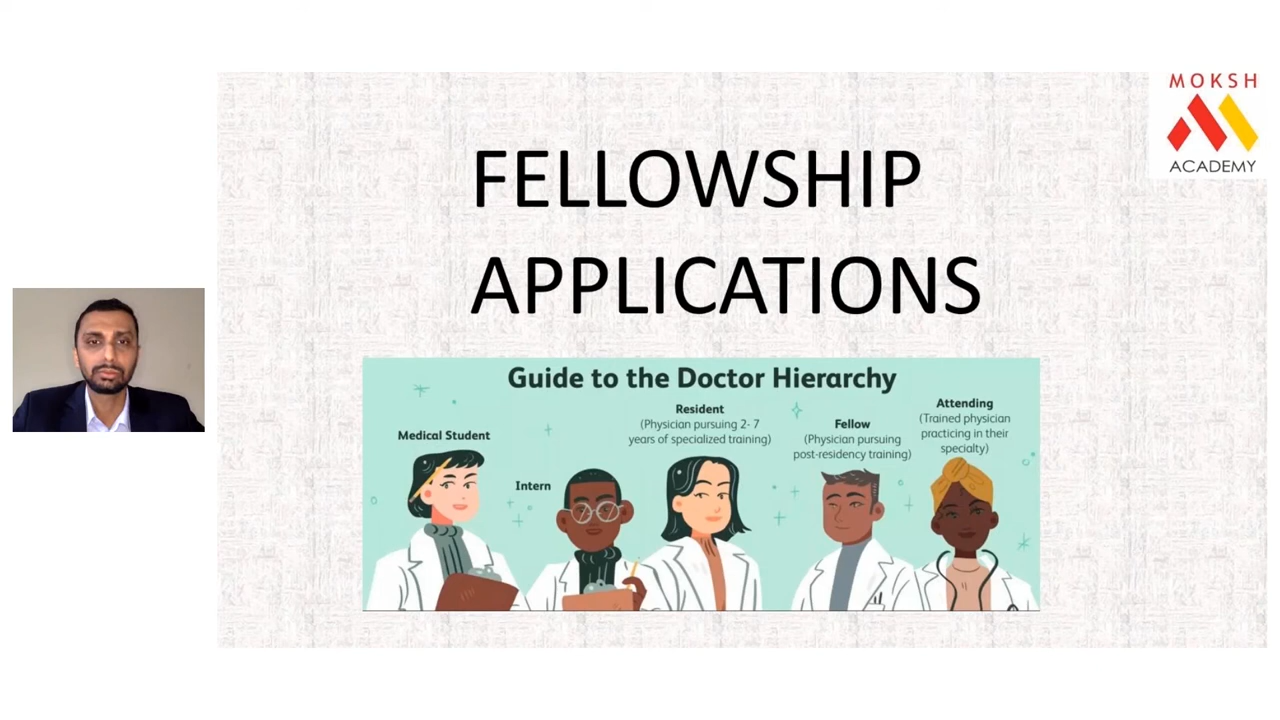 MOKSH
ACADEMY
FELLOWSHIP
APPLICATIONS
Guide to the Doctor Hierarchy
Medical Student
Intern
Resident
(Physician pursuing 2- 7
years of specialized training)
Fellow
(Physician pursuing
post-residency training)
Attending
(Trained physician
practicing in their
specialty)